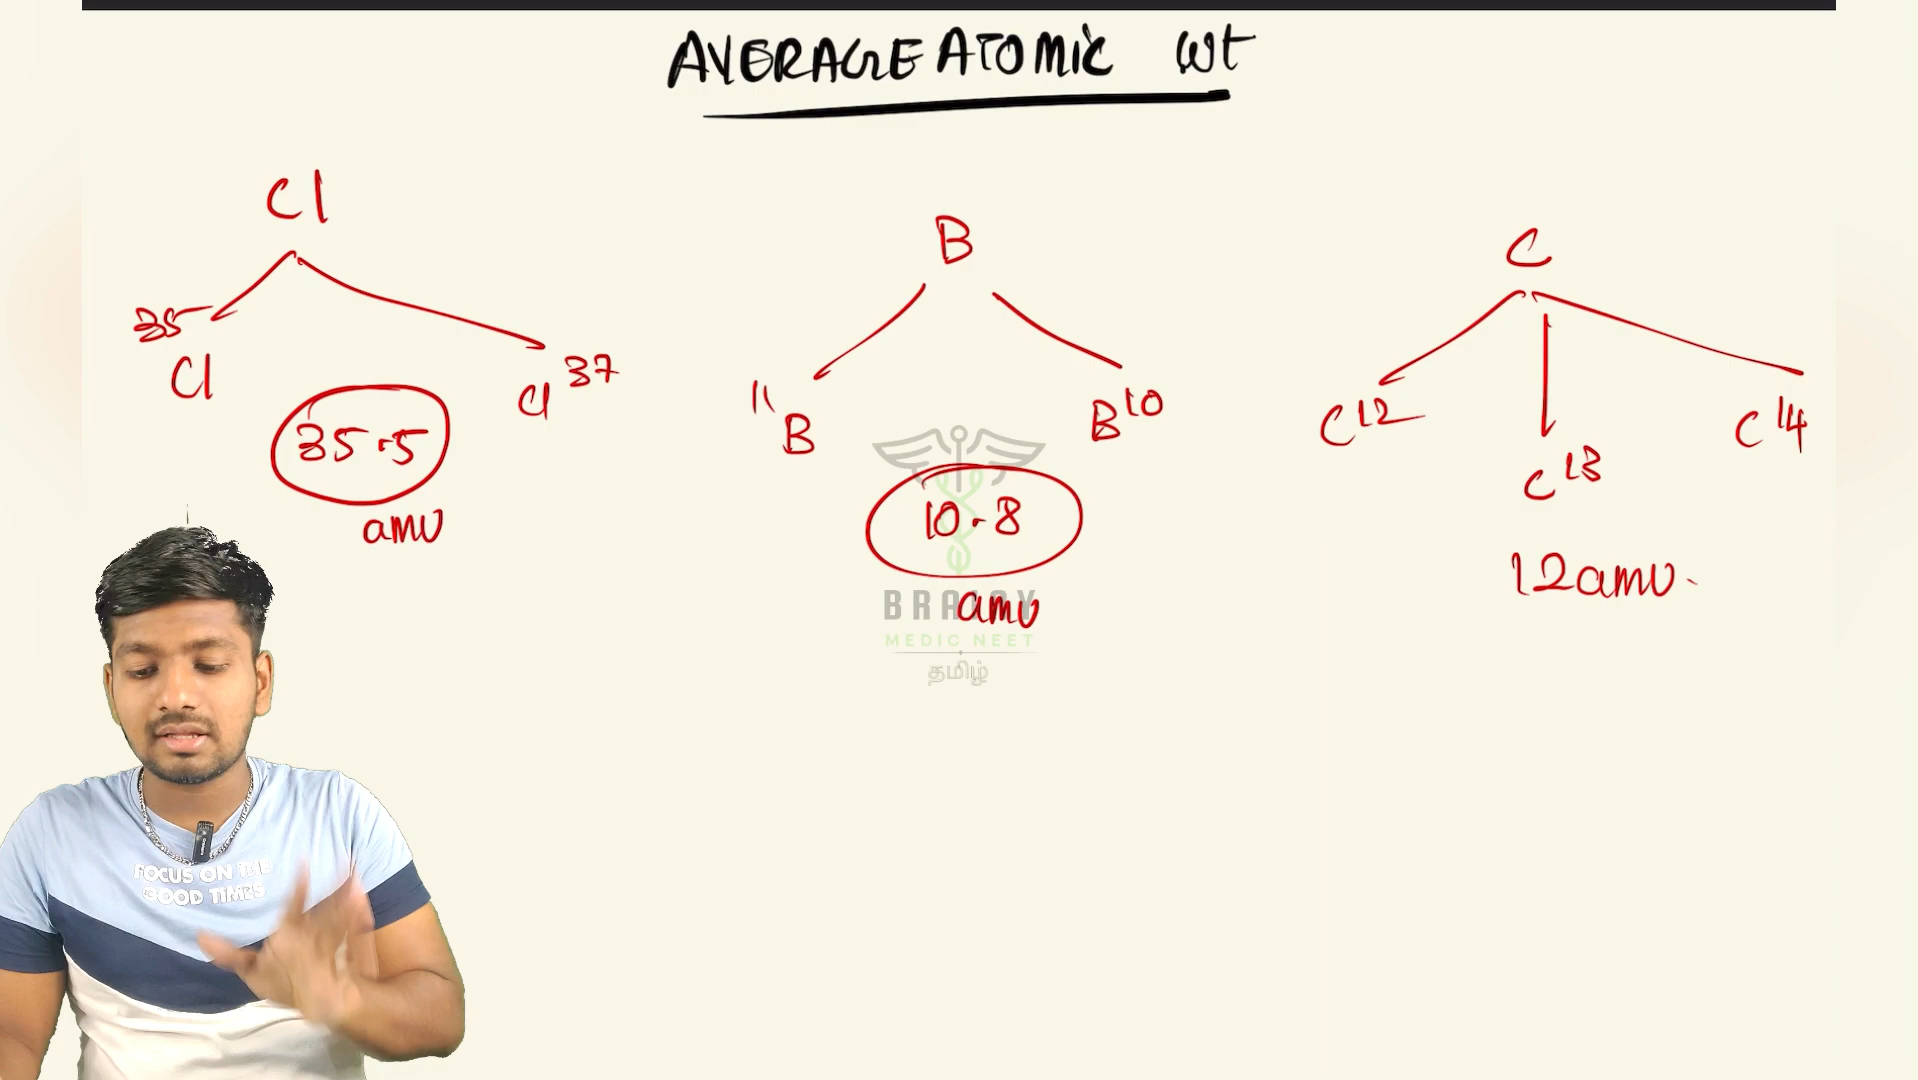 AVERAGE ATOMIC wt
Cl
35
Cl
Cl 37
35.5
amu
B
11
B
B10
10.8
amu
C
C12
C13
C14
12amu.
BRAINY
MEDIC NEET
தமிழ்
FOCUS ON THE
GOOD TIMES